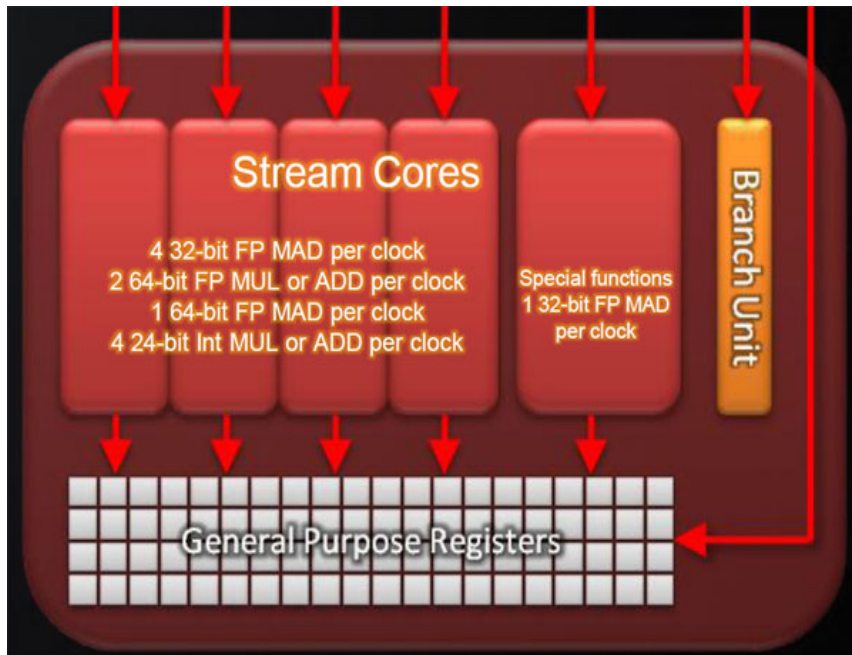 Stream Cores
4 32-bit FP MAD per clock
2 64-bit FP MUL or ADD per clock
1 64-bit FP MAD per clock
4 24-bit Int MUL or ADD per clock
Special functions
1 32-bit FP MAD
per clock
Branch Unit
General Purpose Registers